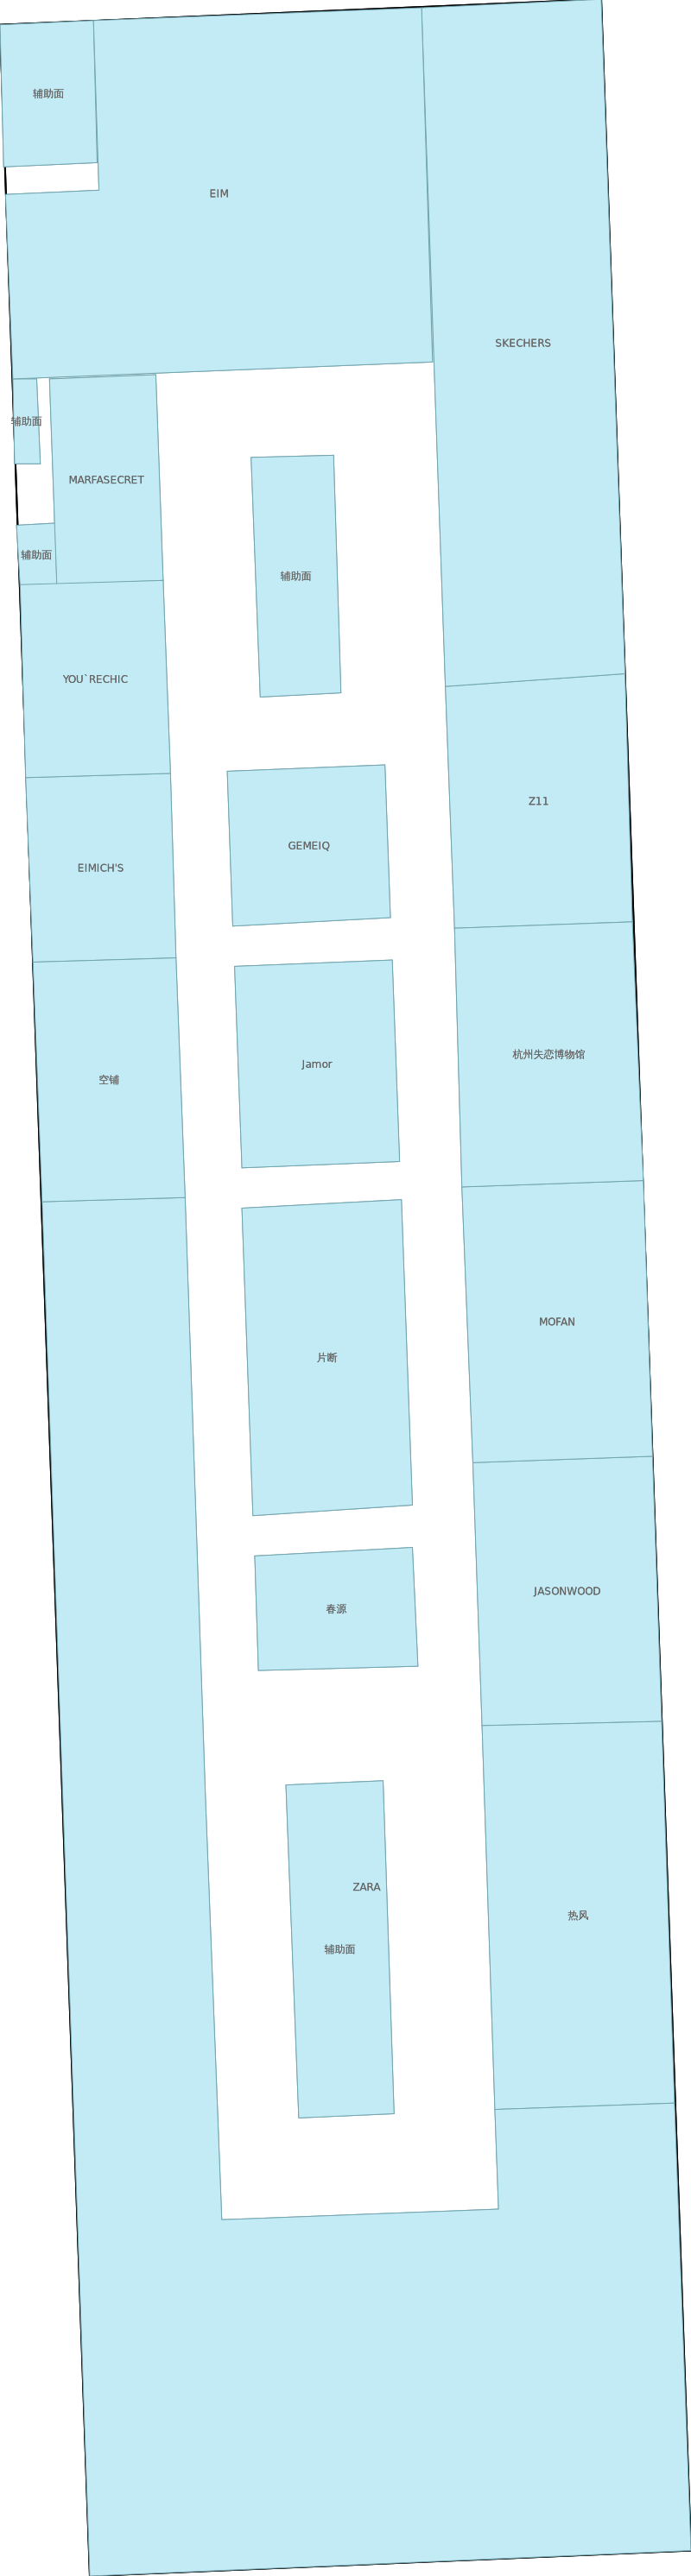 辅助面
EIM
SKECHERS
辅助面
MARFASECRET
辅助面
辅助面
YOU`RECHIC
Z11
GEMEIQ
EIMICH'S
杭州失恋博物馆
Jamor
空铺
MOFAN
片断
JASONWOOD
春源
ZARA
热风
辅助面